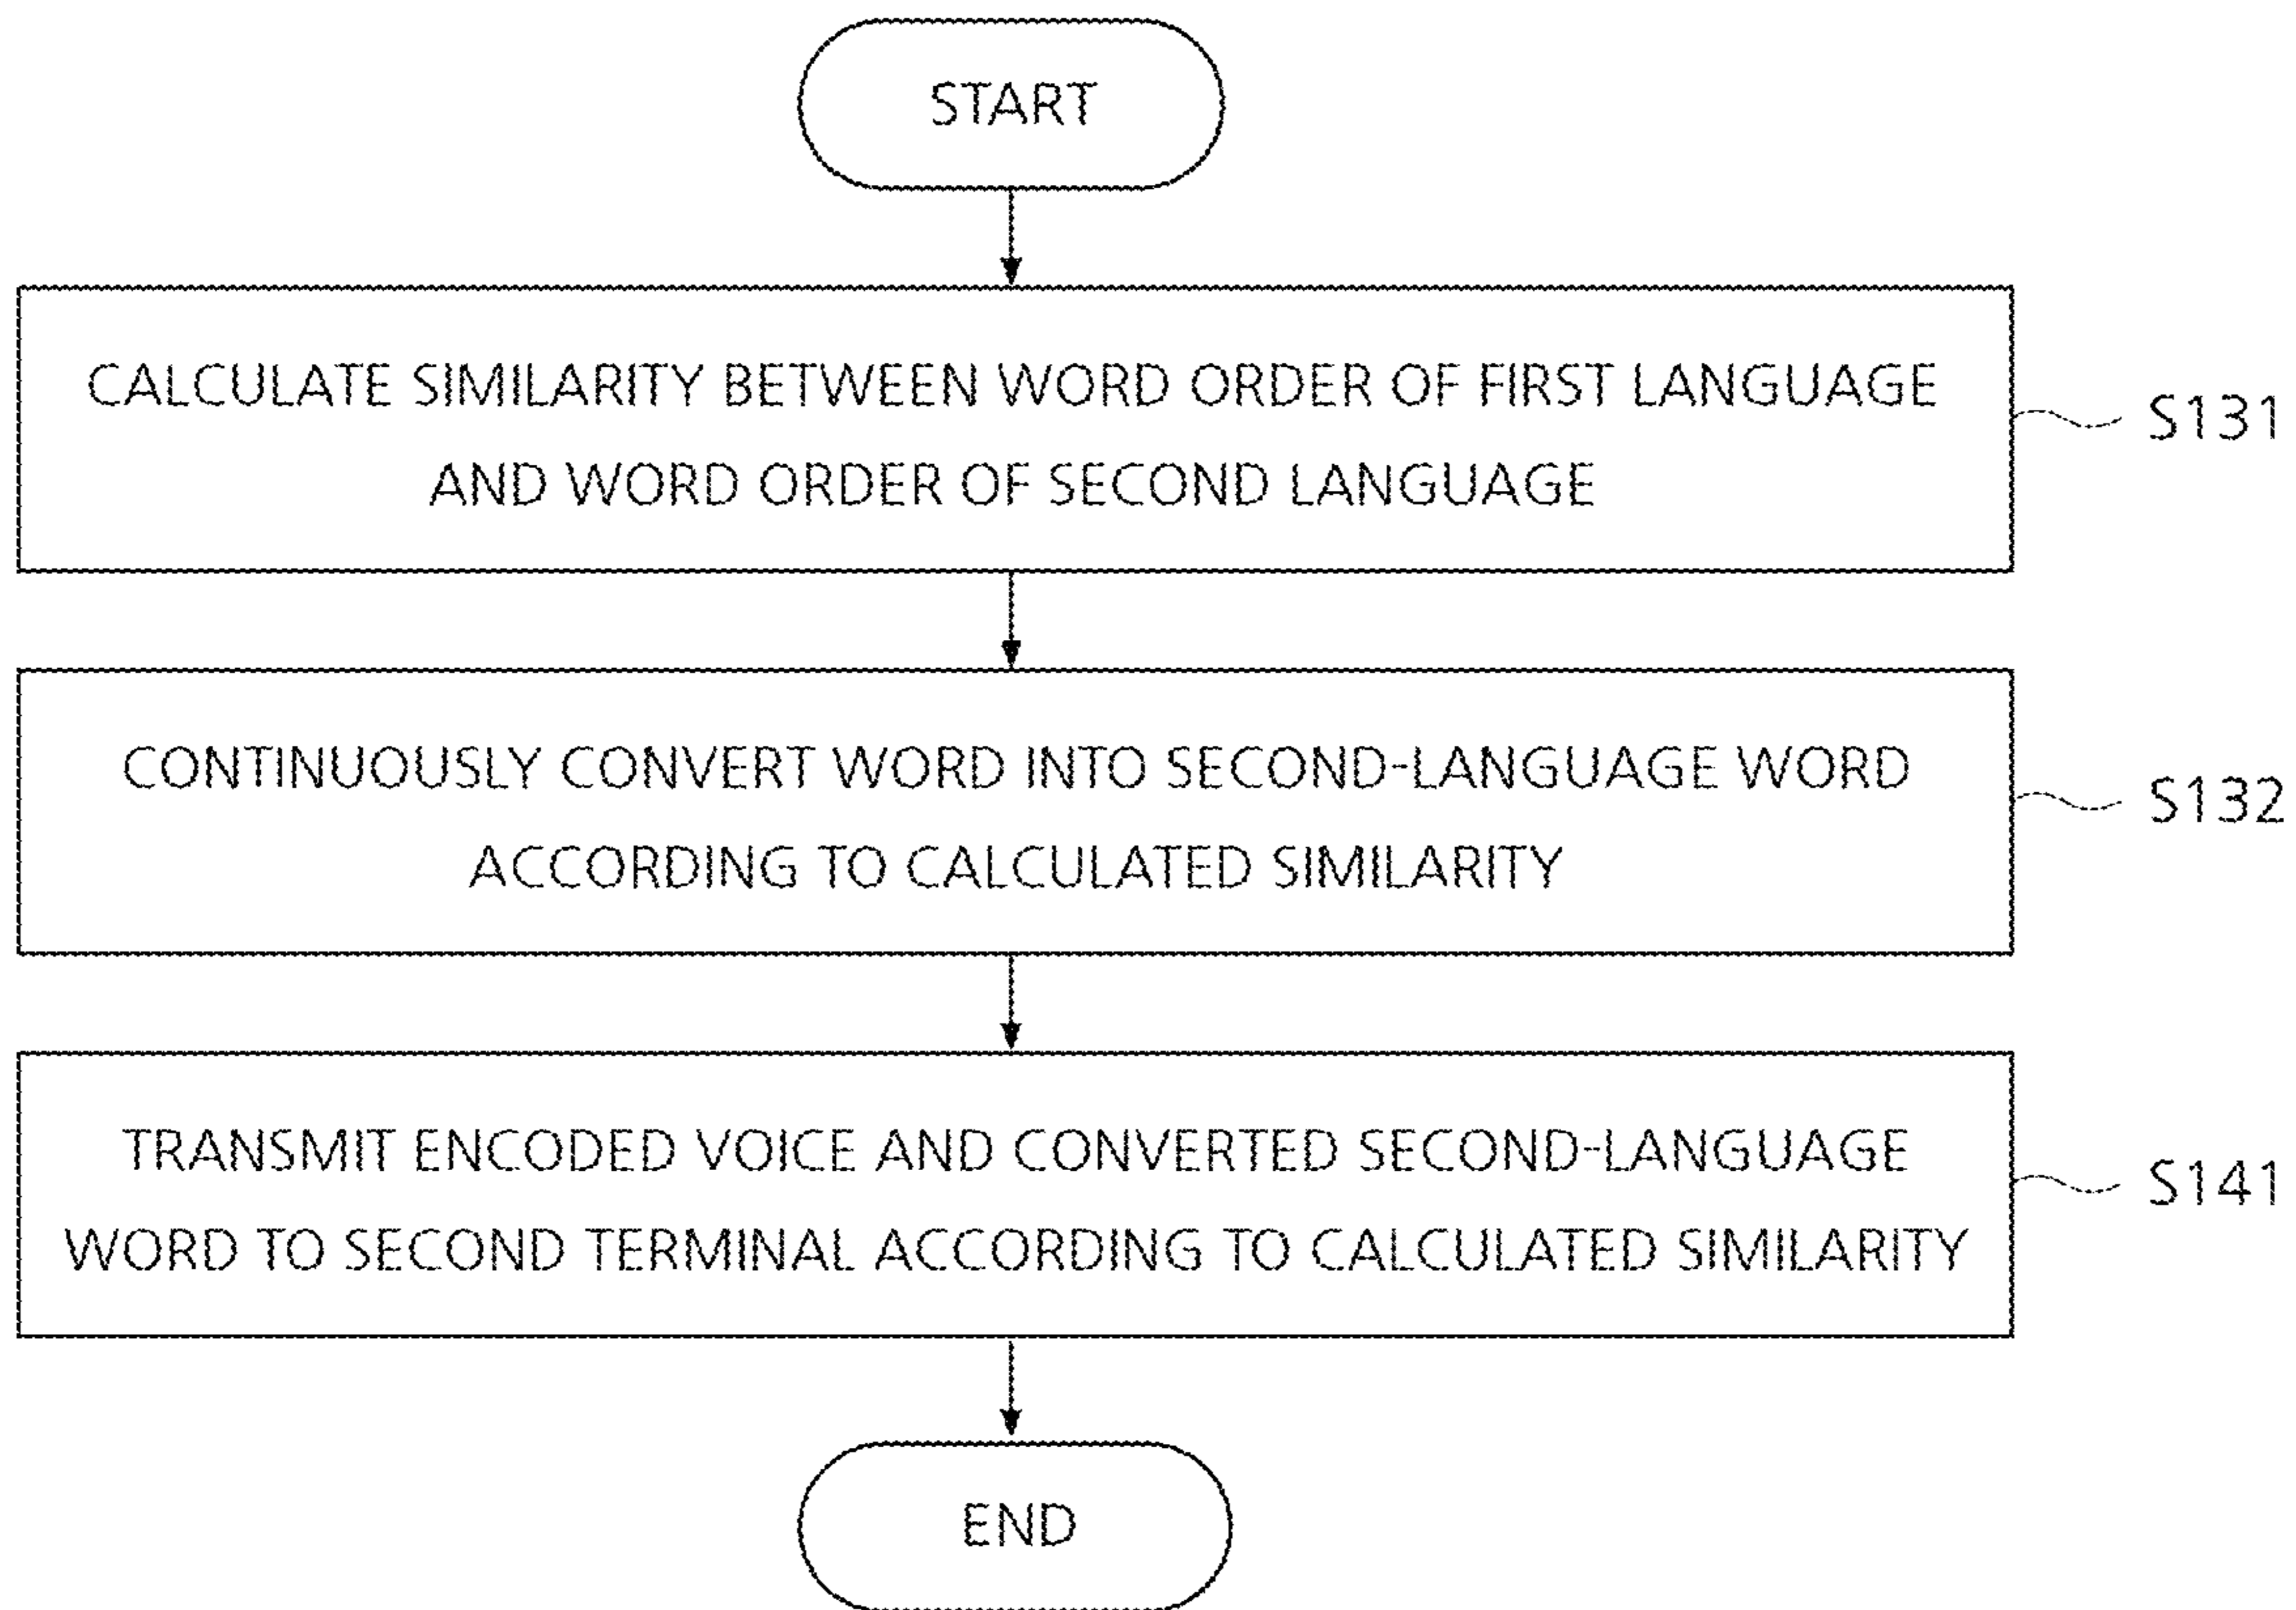 START
CALCULATE SIMILARITY BETWEEN WORD ORDER OF FIRST LANGUAGE
AND WORD ORDER OF SECOND LANGUAGE
S131
CONTINUOUSLY CONVERT WORD INTO SECOND-LANGUAGE WORD
ACCORDING TO CALCULATED SIMILARITY
S132
TRANSMIT ENCODED VOICE AND CONVERTED SECOND-LANGUAGE
WORD TO SECOND TERMINAL ACCORDING TO CALCULATED SIMILARITY
S141
END